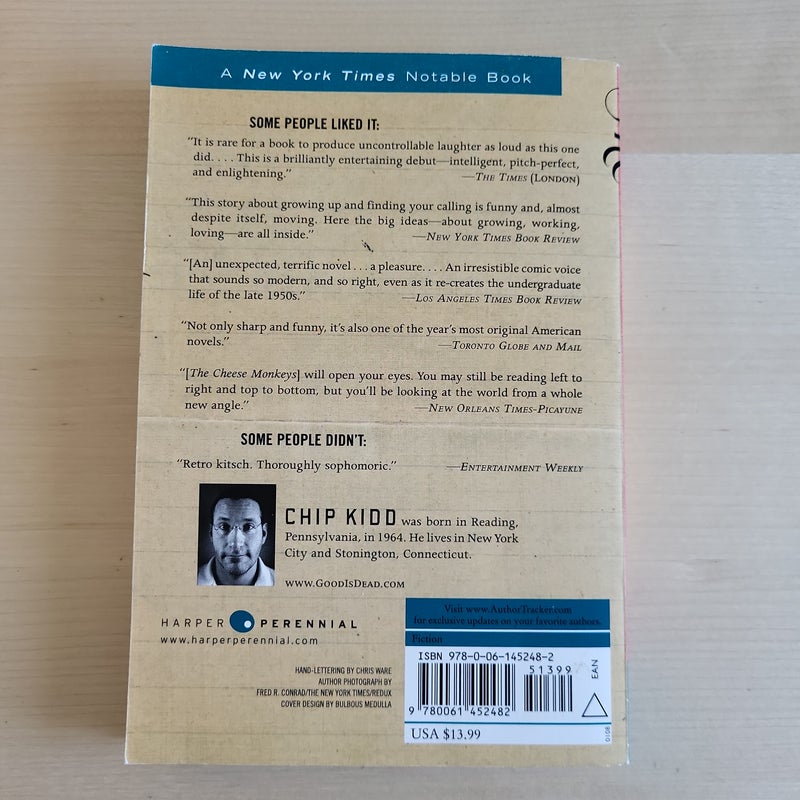 A New York Times Notable Book
SOME PEOPLE LIKED IT:
“It is rare for a book to produce uncontrollable laughter as loud as this one
did. . . . This is a brilliantly entertaining debut—intelligent, pitch-perfect,
and enlightening.” —The Times (London)
“This story about growing up and finding your calling is funny and, almost
despite itself, moving. Here the big ideas—about growing, working,
loving—are all inside.” —New York Times Book Review
“[An] unexpected, terrific novel . . . a pleasure. . . . An irresistible comic voice
that sounds so modern, and so right, even as it re-creates the undergraduate
life of the late 1950s.” —Los Angeles Times Book Review
“Not only sharp and funny, it’s also one of the year’s most original American
novels.” —Toronto Globe and Mail
“[The Cheese Monkeys] will open your eyes. You may still be reading left to
right and top to bottom, but you’ll be looking at the world from a whole
new angle.” —New Orleans Times-Picayune
SOME PEOPLE DIDN’T:
“Retro kitsch. Thoroughly sophomoric.” —Entertainment Weekly
CHIP KIDD was born in Reading,
Pennsylvania, in 1964. He lives in New York
City and Stonington, Connecticut.
www.GoodIsDead.com
HARPER PERENNIAL
www.harperperennial.com
HAND-LETTERING BY CHRIS WARE
AUTHOR PHOTOGRAPH BY
FRED R. CONRAD/THE NEW YORK TIMES/REDUX
COVER DESIGN BY BULBOUS MEDULLA
Visit www.AuthorTracker.com
for exclusive updates on your favorite authors.
Fiction
ISBN 978-0-06-145248-2
51399
EAN
9 780061 452482
USA $13.99
0108